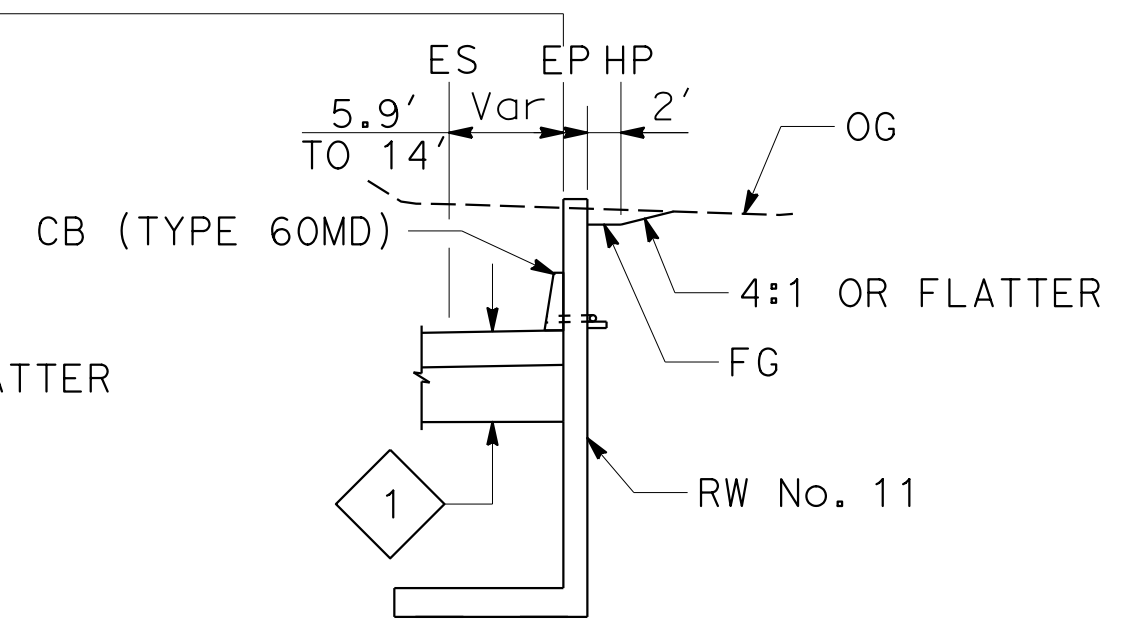 ES EP HP
5.9' Var 2'
TO 14'
OG
CB (TYPE 60MD)
4:1 OR FLATTER
FG
ATTER
1
RW No. 11